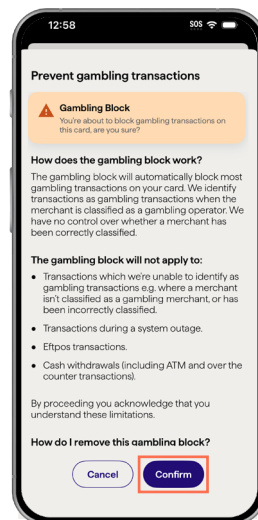 12:58
SOS
Prevent gambling transactions
Gambling Block
You're about to block gambling transactions on
this card, are you sure?
How does the gambling block work?
The gambling block will automatically block most
gambling transactions on your card. We identify
transactions as gambling transactions when the
merchant is classified as a gambling operator. We
have no control over whether a merchant has
been correctly classified.
The gambling block will not apply to:
• Transactions which we're unable to identify as
gambling transactions e.g. where a merchant
isn't classified as a gambling merchant, or has
been incorrectly classified.
• Transactions during a system outage.
• Eftpos transactions.
• Cash withdrawals (including ATM and over the
counter transactions).
By proceeding you acknowledge that you
understand these limitations.
How do I remove this gambling block?
Cancel
Confirm